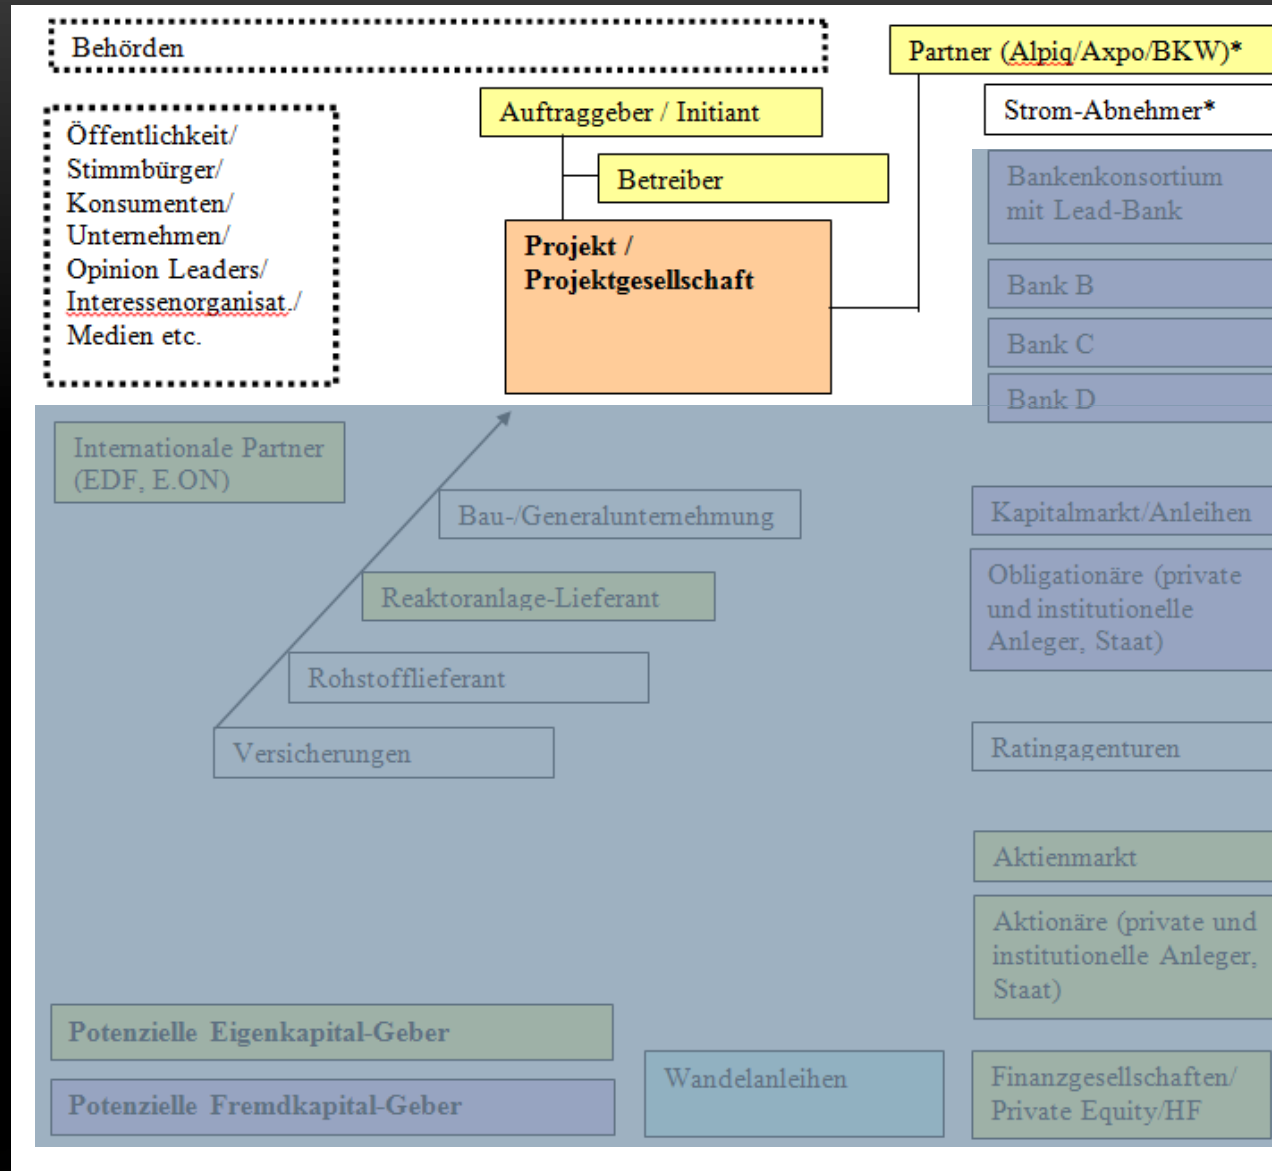 Behörden
Partner (Alpiq/Axpo/BKW)*
Auftraggeber / Initiant
Strom-Abnehmer*
Öffentlichkeit/
Stimmbürger/
Konsumenten/
Unternehmen/
Opinion Leaders/
Interessenorganisat./
Medien etc.
Betreiber
Projekt /
Projektgesellschaft
Bankenkonsortium
mit Lead-Bank
Bank B
Bank C
Bank D
Internationale Partner
(EDF, E.ON)
Bau-/Generalunternehmung
Reaktoranlage-Lieferant
Rohstofflieferant
Versicherungen
Kapitalmarkt/Anleihen
Obligationäre (private
und institutionelle
Anleger, Staat)
Ratingagenturen
Aktienmarkt
Aktionäre (private und
institutionelle Anleger,
Staat)
Potenzielle Eigenkapital-Geber
Potenzielle Fremdkapital-Geber
Wandelanleihen
Finanzgesellschaften/
Private Equity/HF